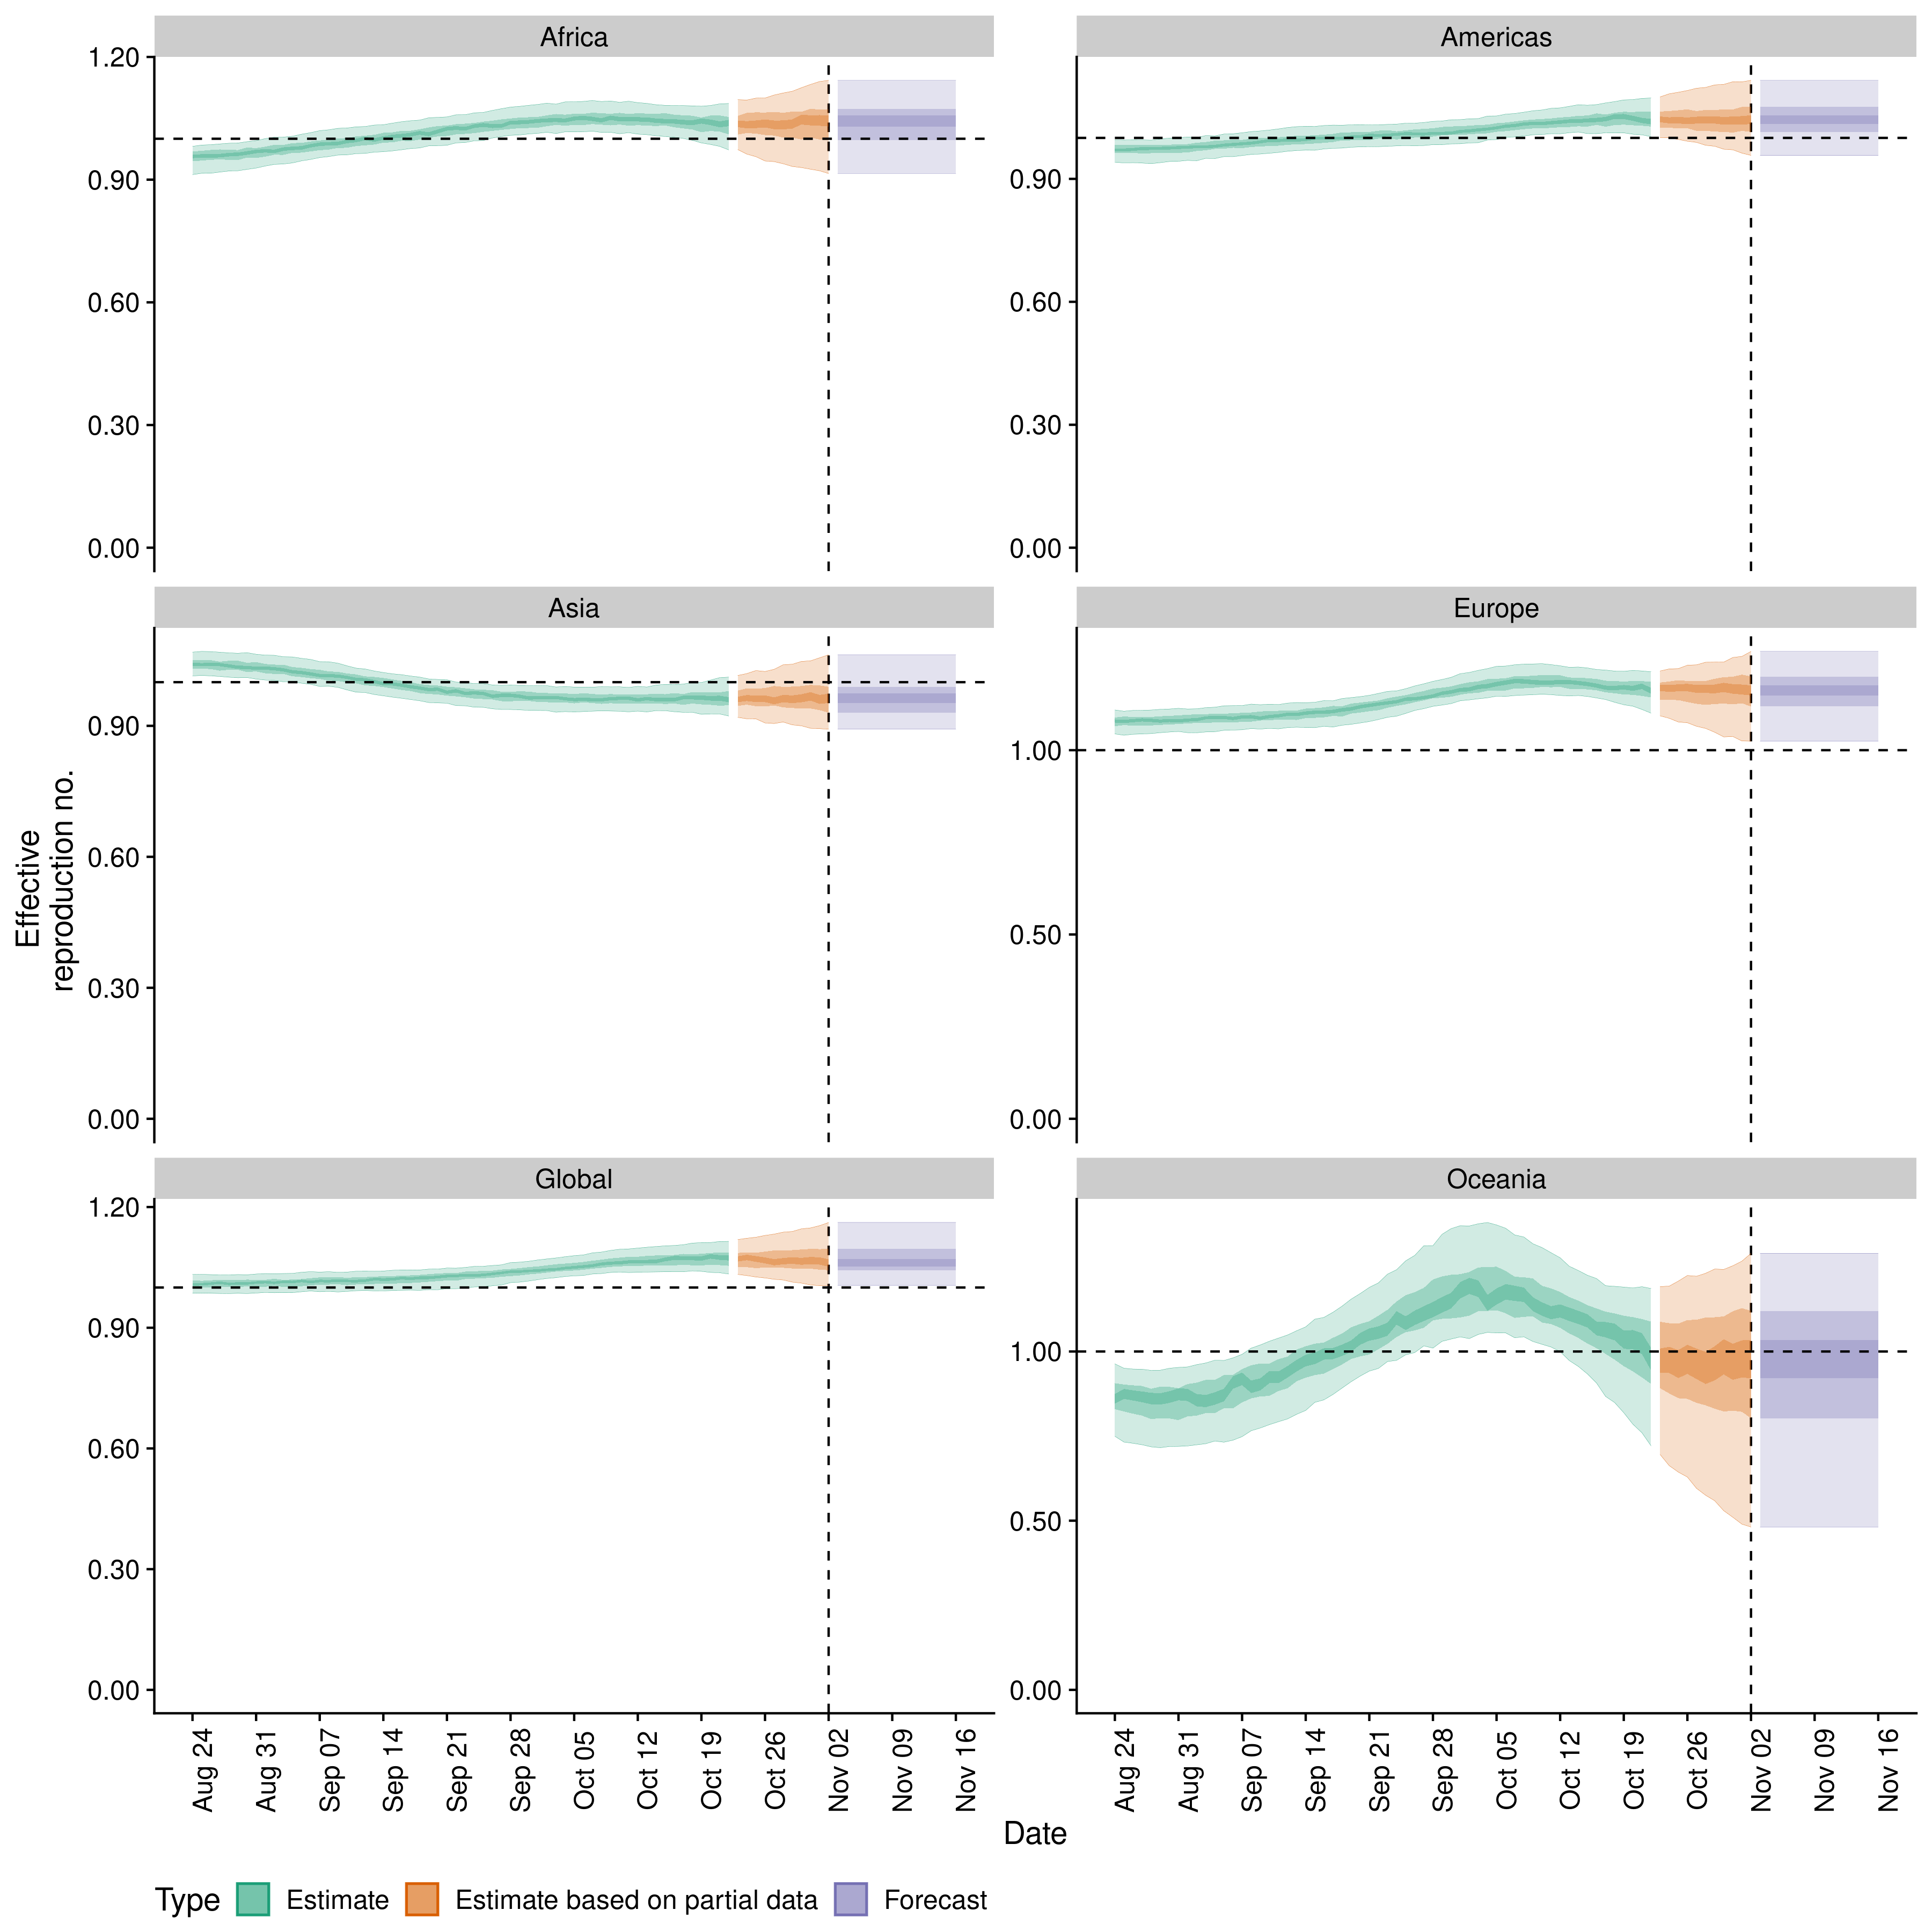 Africa
Americas
1.20
0.90
0.60
0.30
0.00
0.90
0.60
0.30
0.00
Asia
Europe
0.90
0.60
0.30
0.00
1.00
0.50
0.00
Effective
reproduction no.
Global
Oceania
1.20
0.90
0.60
0.30
0.00
1.00
0.50
0.00
Aug 24
Aug 31
Sep 07
Sep 14
Sep 21
Sep 28
Oct 05
Oct 12
Oct 19
Oct 26
Nov 02
Nov 09
Nov 16
Aug 24
Aug 31
Sep 07
Sep 14
Sep 21
Sep 28
Oct 05
Oct 12
Oct 19
Oct 26
Nov 02
Nov 09
Nov 16
Date
Type Estimate Estimate based on partial data Forecast